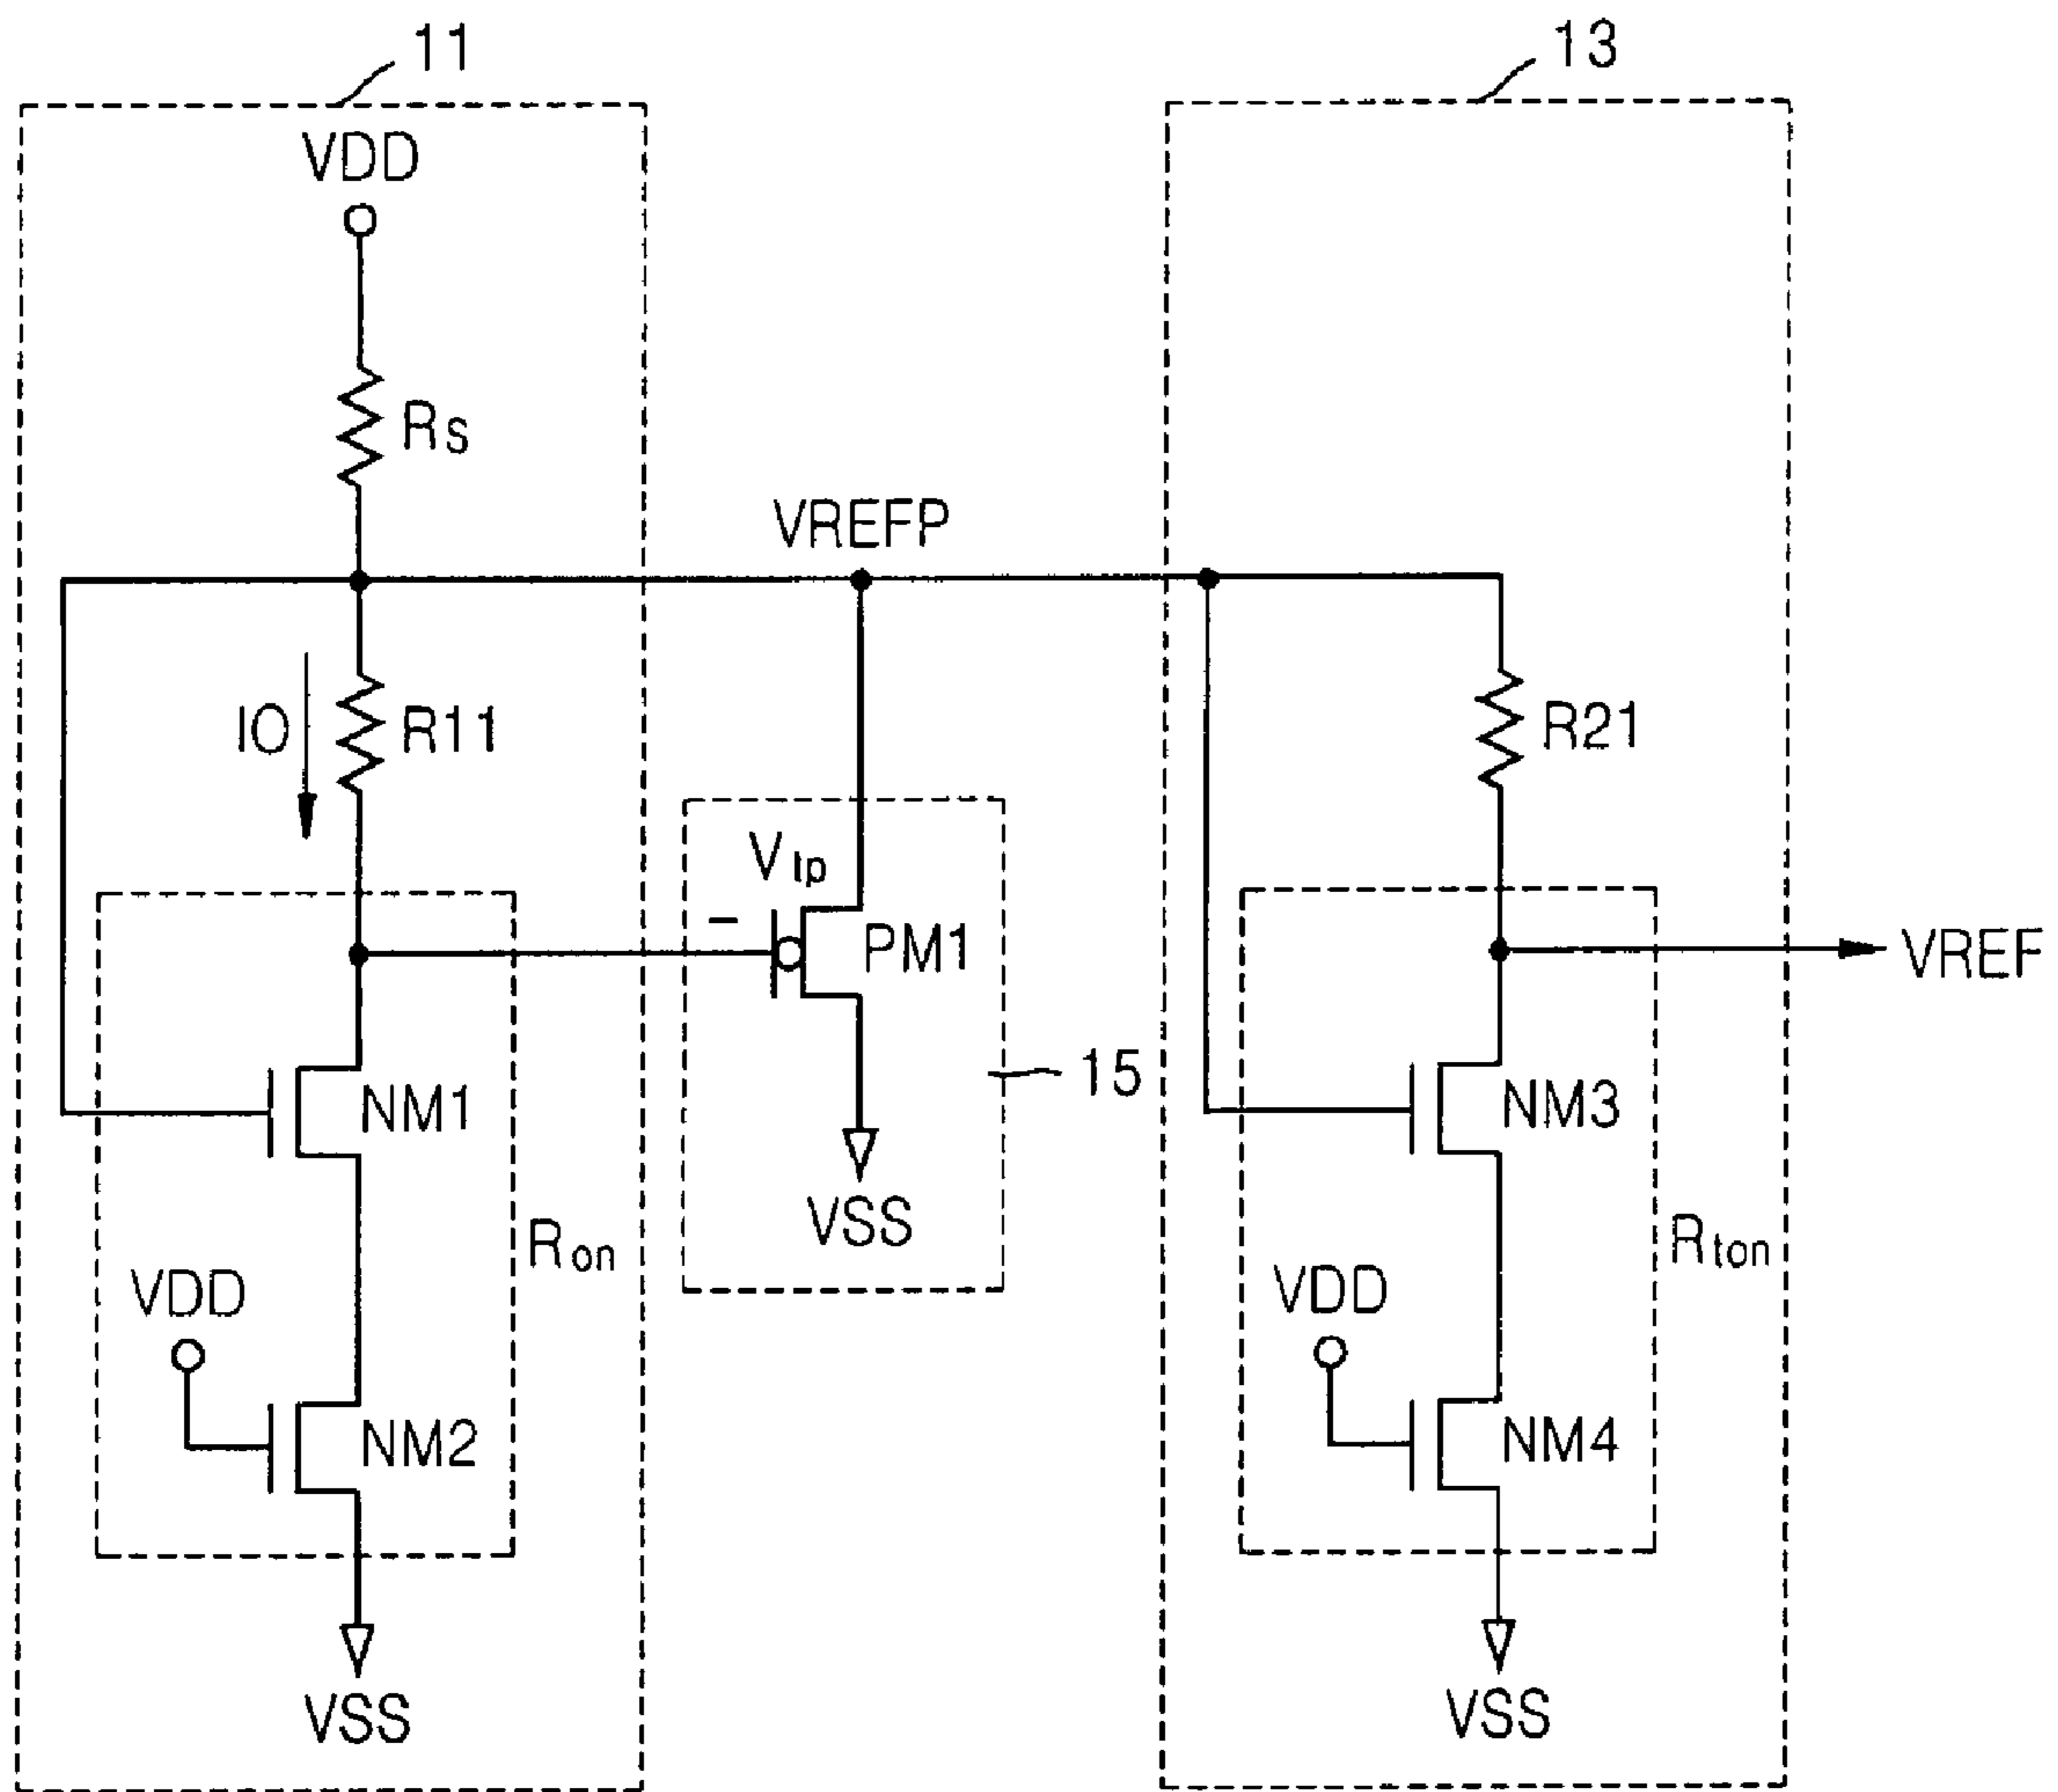 11
13
VDD
Rs
VREFP
IO
R11
R21
Vtp
−
PM1
VREF
15
NM1
NM3
VSS
Ron
Rton
VDD
VDD
NM2
NM4
VSS
VSS